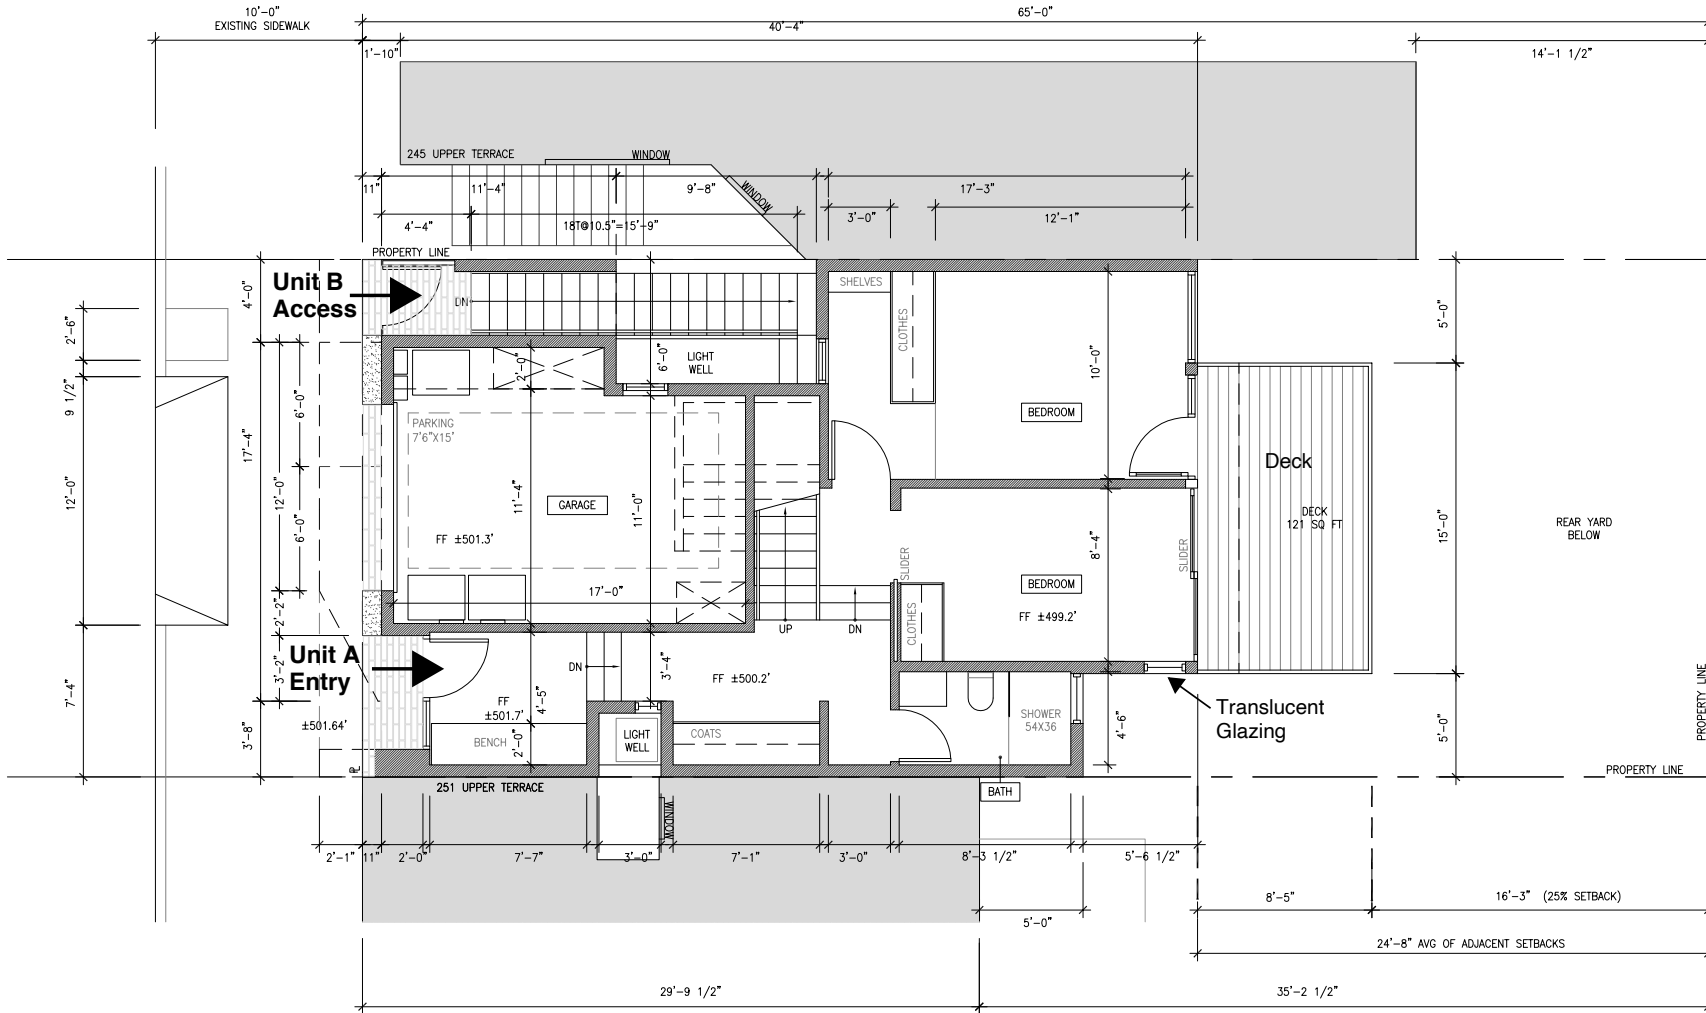 10'-0"
EXISTING SIDEWALK
65'-0"
40'-4"
1'-10"
14'-1 1/2"
245 UPPER TERRACE
WINDOW
WINDOW
11"
11'-4"
9'-8"
17'-3"
4'-4"
18T@10.5"=15'-9"
3'-0"
12'-1"
PROPERTY LINE
Unit B
Access
DN
SHELVES
CLOTHES
4'-0"
2'-6"
9 1/2"
12'-0"
7'-4"
17'-4"
6'-0"
12'-0"
6'-0"
2'-2"
3'-2"
3'-8"
2'-0"
6'-0"
LIGHT
WELL
10'-0"
5'-0"
PARKING
7'6"X15'
BEDROOM
Deck
GARAGE
11'-4"
11'-0"
FF ±501.3'
DECK
121 SQ FT
15'-0"
REAR YARD
BELOW
8'-4"
SLIDER
SLIDER
BEDROOM
17'-0"
CLOTHES
FF ±499.2'
UP
DN
Unit A
Entry
DN
3'-4"
FF ±500.2'
FF
±501.7'
4'-5"
±501.64'
BENCH
2'-0"
LIGHT
WELL
COATS
SHOWER
54X36
4'-6"
Translucent
Glazing
5'-0"
PROPERTY LINE
PROPERTY LINE
PL
251 UPPER TERRACE
BATH
WINDOW
2'-1"
11"
2'-0"
7'-7"
3'-0"
7'-1"
3'-0"
8'-3 1/2"
5'-6 1/2"
8'-5"
16'-3" (25% SETBACK)
5'-0"
24'-8" AVG OF ADJACENT SETBACKS
29'-9 1/2"
35'-2 1/2"